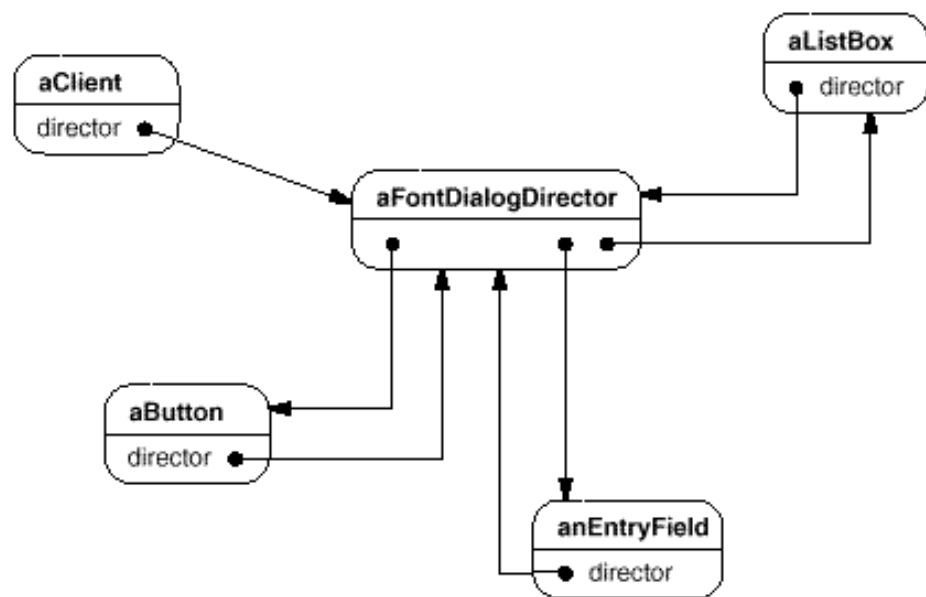 aListBox
director
aClient
director
aFontDialogDirector
aButton
director
anEntryField
director